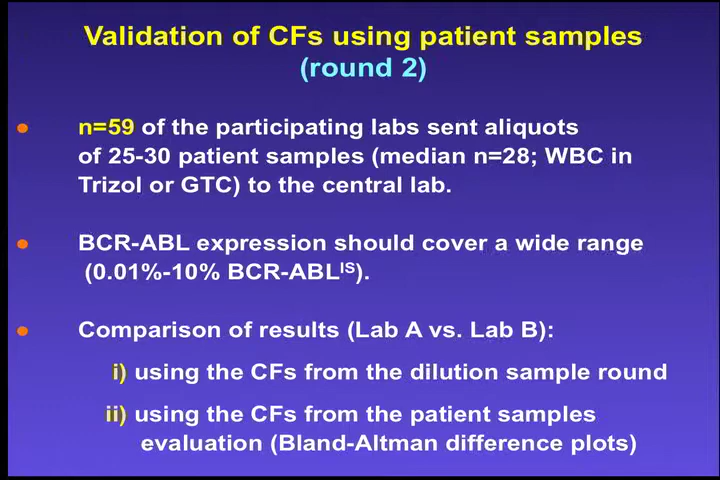 Validation of CFs using patient samples
(round 2)
• n=59 of the participating labs sent aliquots
of 25-30 patient samples (median n=28; WBC in
Trizol or GTC) to the central lab.
• BCR-ABL expression should cover a wide range
(0.01%-10% BCR-ABLᴵˢ).
• Comparison of results (Lab A vs. Lab B):
i) using the CFs from the dilution sample round
ii) using the CFs from the patient samples
evaluation (Bland-Altman difference plots)